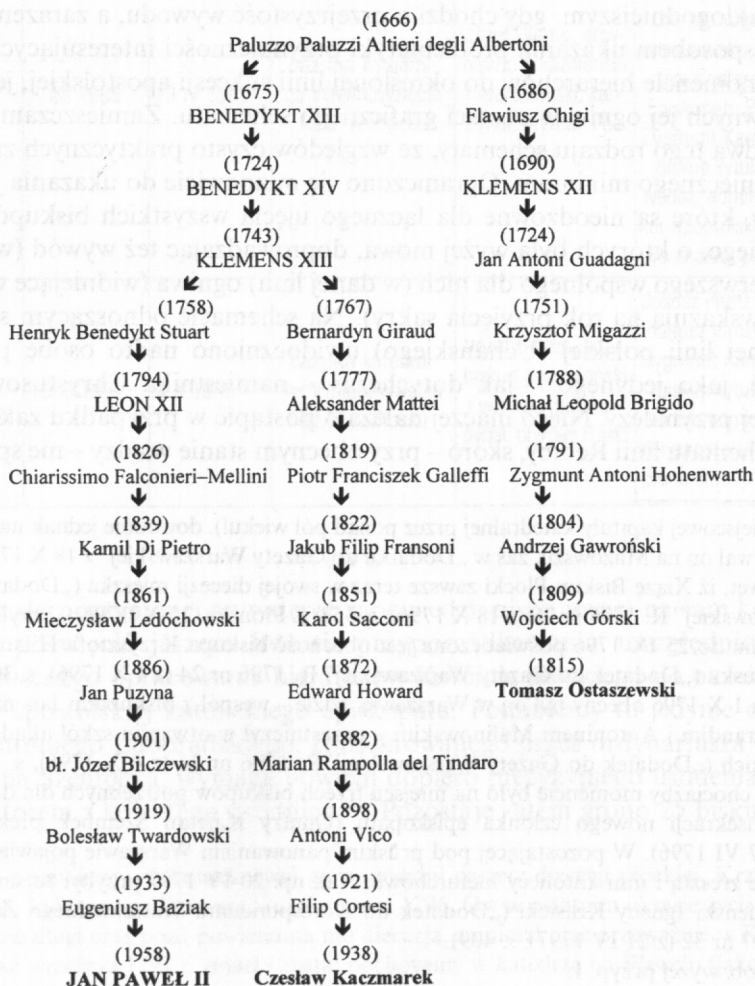 (1666)
Paluzzo Paluzzi Altieri degli Albertoni
(1675) (1686)
BENEDYKT XIII Flawiusz Chigi
(1724) (1690)
BENEDYKT XIV KLEMENS XII
(1743) (1724)
KLEMENS XIII Jan Antoni Guadagni
(1758) (1767) (1751)
Henryk Benedykt Stuart Bernardyn Giraud Krzysztof Migazzi
(1794) (1777) (1788)
LEON XII Aleksander Mattei Michał Leopold Brigido
(1826) (1819) (1791)
Chiarissimo Falconieri–Mellini Piotr Franciszek Galleffi Zygmunt Antoni Hohenwarth
(1839) (1822) (1804)
Kamil Di Pietro Jakub Filip Fransoni Andrzej Gawroński
(1861) (1851) (1809)
Mieczysław Ledóchowski Karol Sacconi Wojciech Górski
(1886) (1872) (1815)
Jan Puzyna Edward Howard Tomasz Ostaszewski
(1901) (1882)
bł. Józef Bilczewski Marian Rampolla del Tindaro
(1919) (1898)
Bolesław Twardowski Antoni Vico
(1933) (1921)
Eugeniusz Baziak Filip Cortesi
(1958) (1938)
JAN PAWEŁ II Czesław Kaczmarek